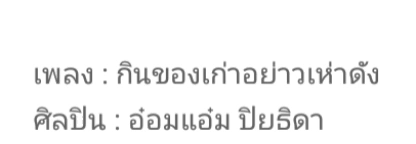 เพลง : กินของเก่าอย่าวเห่าดัง
ศิลปิน : อ๋อมแอ๋ม ปิยธิดา